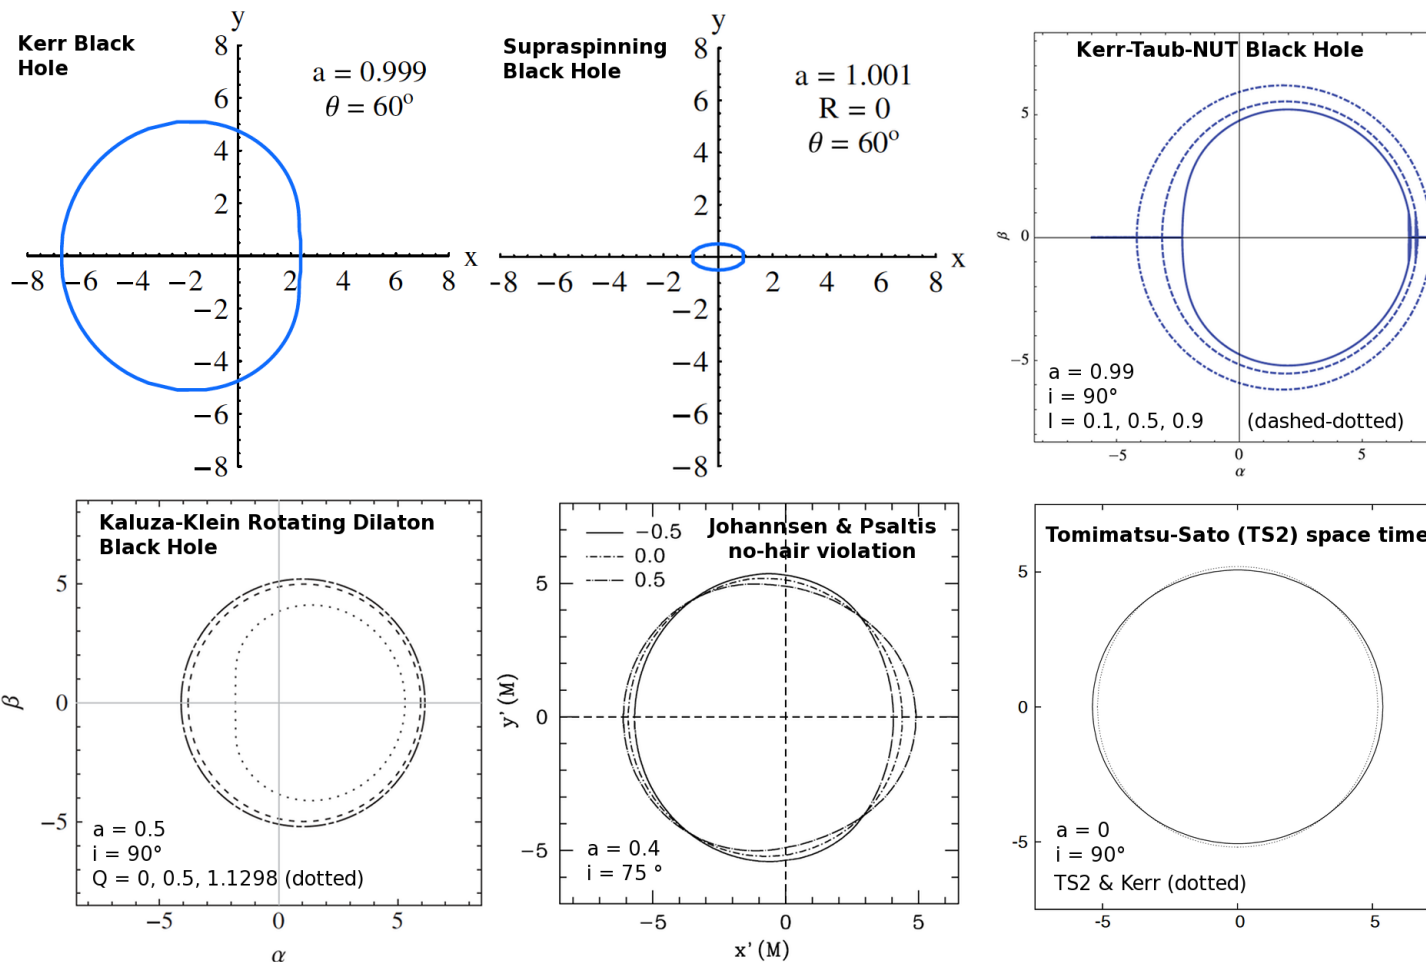 Kerr Black
Hole
y
8
a = 0.999
θ = 60°
6
4
2
x
−8 −6 −4 −2 2 4 6 8
−2
−4
−6
−8
Supraspinning
Black Hole
y
8
a = 1.001
R = 0
θ = 60°
6
4
2
x
−8 −6 −4 −2 2 4 6 8
−2
−4
−6
−8
Kerr-Taub-NUT Black Hole
5
0
−5
β
a = 0.99
i = 90°
l = 0.1, 0.5, 0.9 (dashed-dotted)
−5 0 5
α
Kaluza-Klein Rotating Dilaton
Black Hole
5
0
−5
β
a = 0.5
i = 90°
Q = 0, 0.5, 1.1298 (dotted)
−5 0 5
α
−0.5
0.0
0.5
Johannsen & Psaltis
no-hair violation
5
0
−5
y' (M)
a = 0.4
i = 75 °
−5 0 5
x' (M)
Tomimatsu-Sato (TS2) space time
5
0
-5
a = 0
i = 90°
TS2 & Kerr (dotted)
-5 0 5